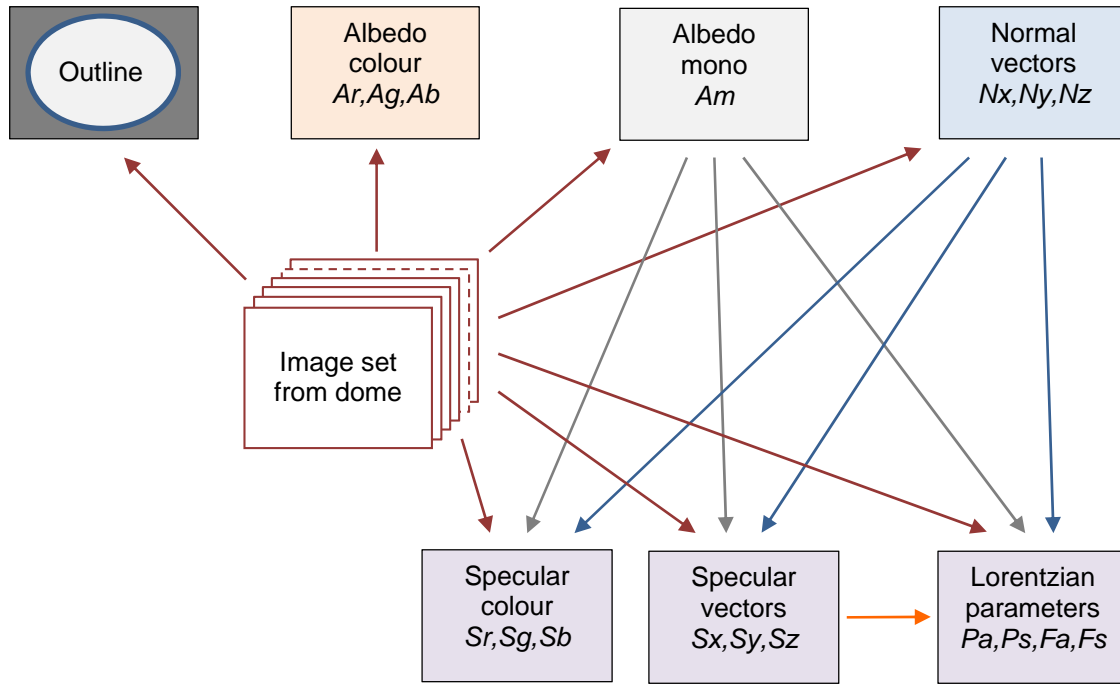 Outline
Albedo
colour
Ar,Ag,Ab
Albedo
mono
Am
Normal
vectors
Nx,Ny,Nz
Image set
from dome
Specular
colour
Sr,Sg,Sb
Specular
vectors
Sx,Sy,Sz
Lorentzian
parameters
Pa,Ps,Fa,Fs